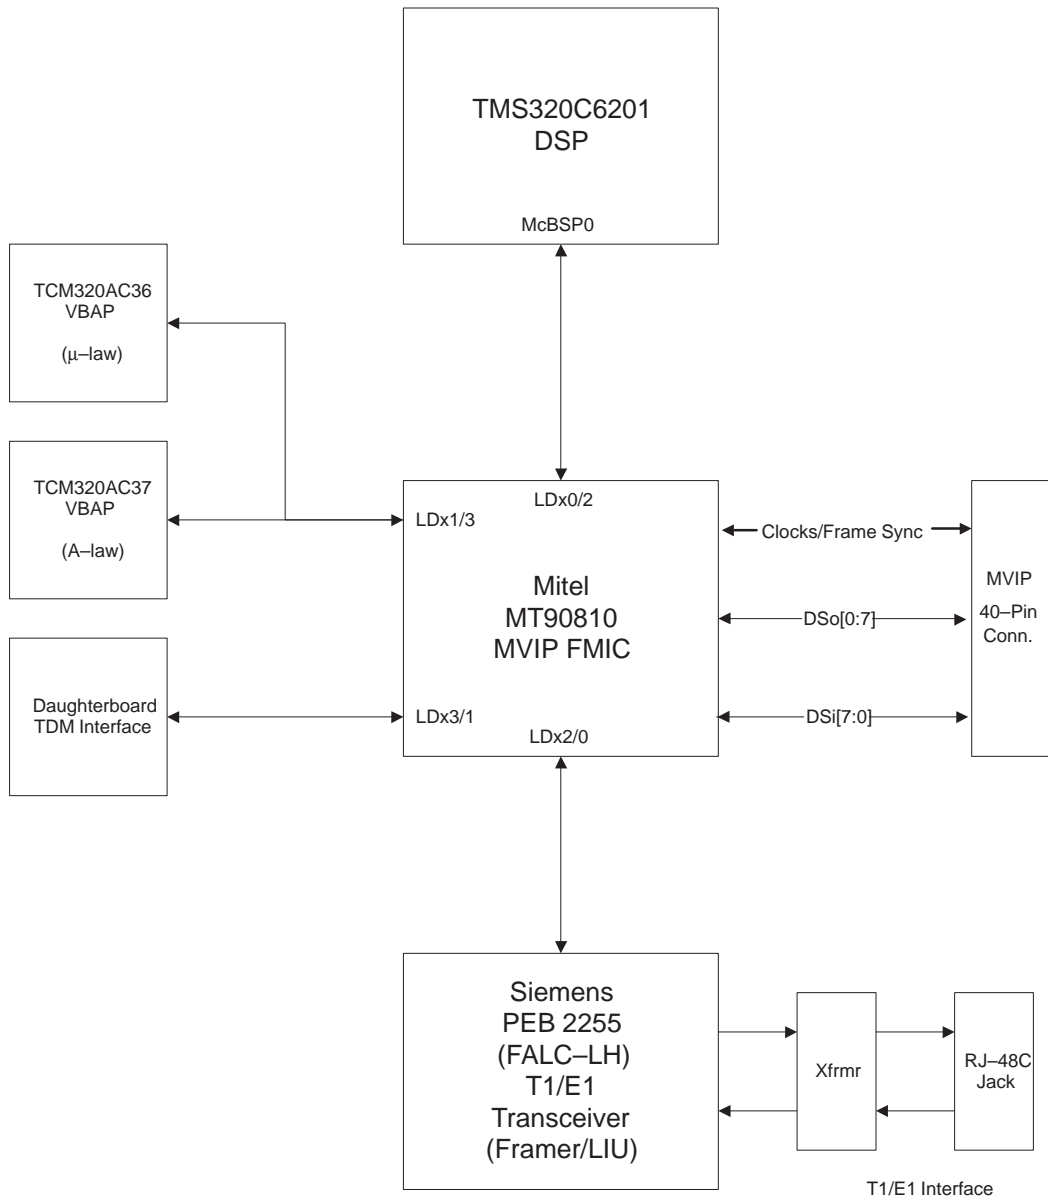 TMS320C6201
DSP
McBSP0
TCM320AC36
VBAP
(μ–law)
TCM320AC37
VBAP
(A–law)
Daughterboard
TDM Interface
LDx0/2
LDx1/3
Mitel
MT90810
MVIP FMIC
LDx3/1
LDx2/0
Clocks/Frame Sync
DSo[0:7]
DSi[7:0]
MVIP
40–Pin
Conn.
Siemens
PEB 2255
(FALC–LH)
T1/E1
Transceiver
(Framer/LIU)
Xfrmr
RJ–48C
Jack
T1/E1 Interface